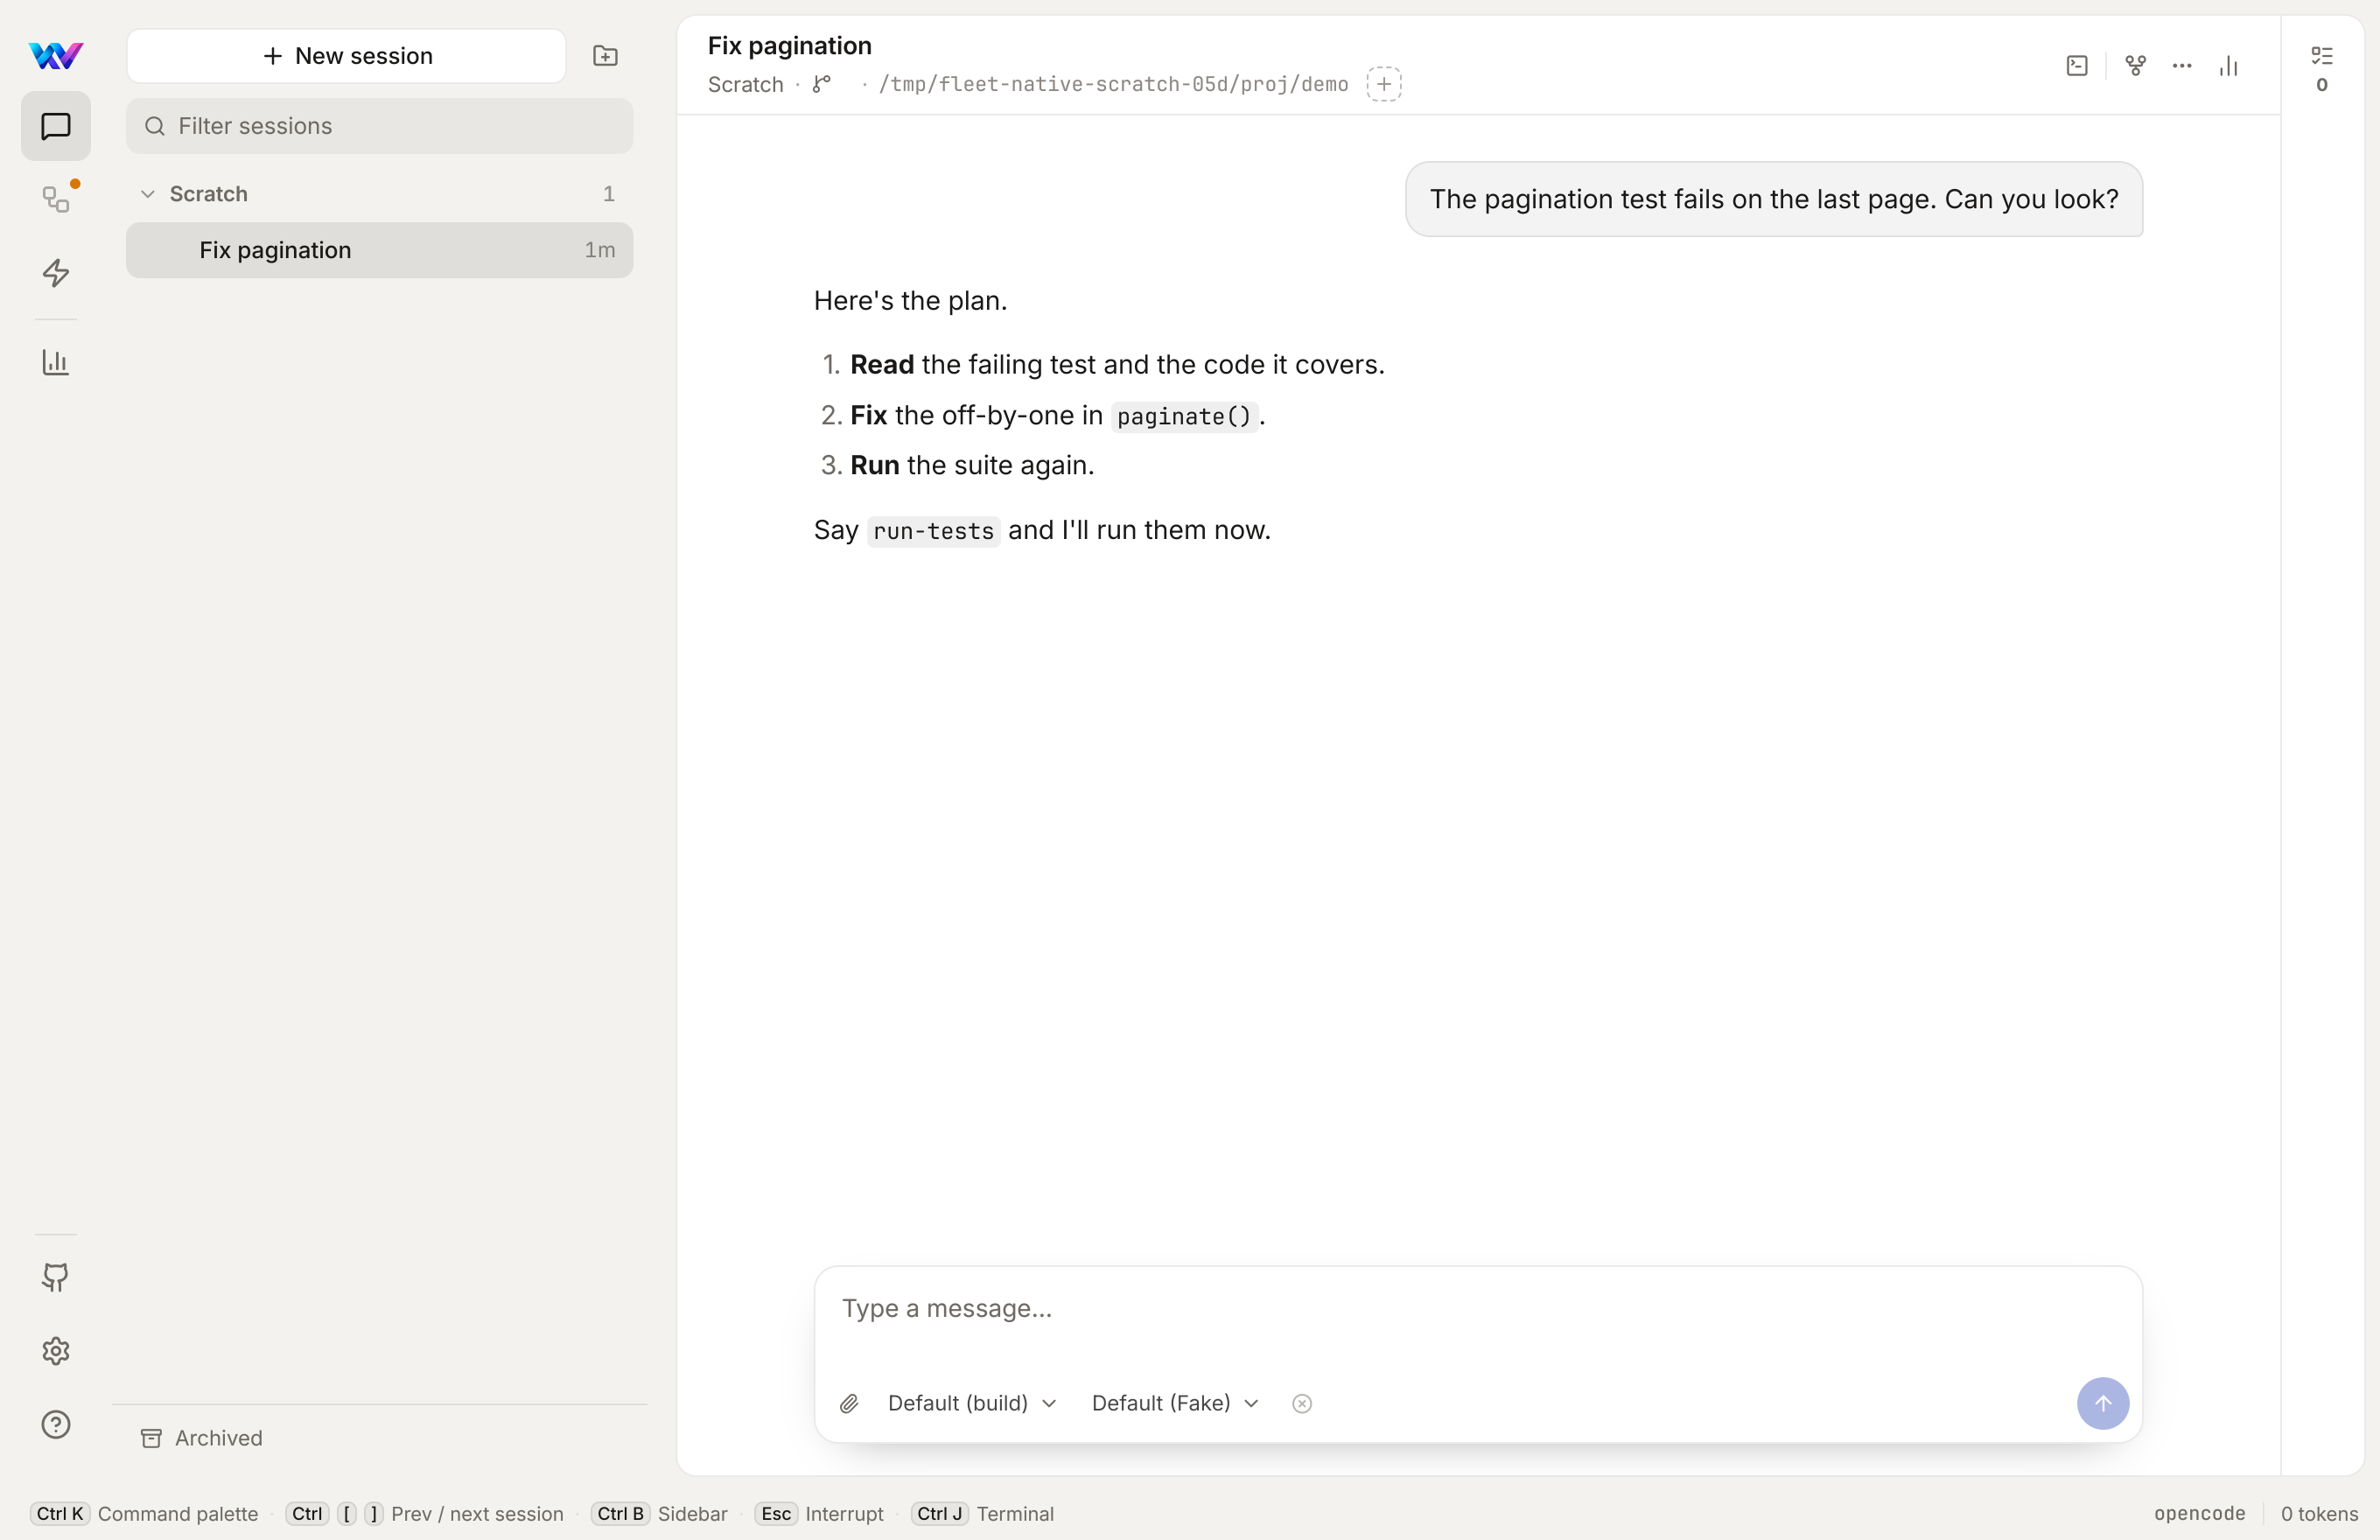 New session
Filter sessions
Scratch 1
Fix pagination 1m
Archived
Fix pagination
Scratch · · /tmp/fleet-native-scratch-05d/proj/demo
0
The pagination test fails on the last page. Can you look?
Here's the plan.
1. Read the failing test and the code it covers.
2. Fix the off-by-one in paginate().
3. Run the suite again.
Say run-tests and I'll run them now.
Type a message...
Default (build) Default (Fake)
Ctrl K Command palette · Ctrl [ ] Prev / next session · Ctrl B Sidebar · Esc Interrupt · Ctrl J Terminal
opencode 0 tokens